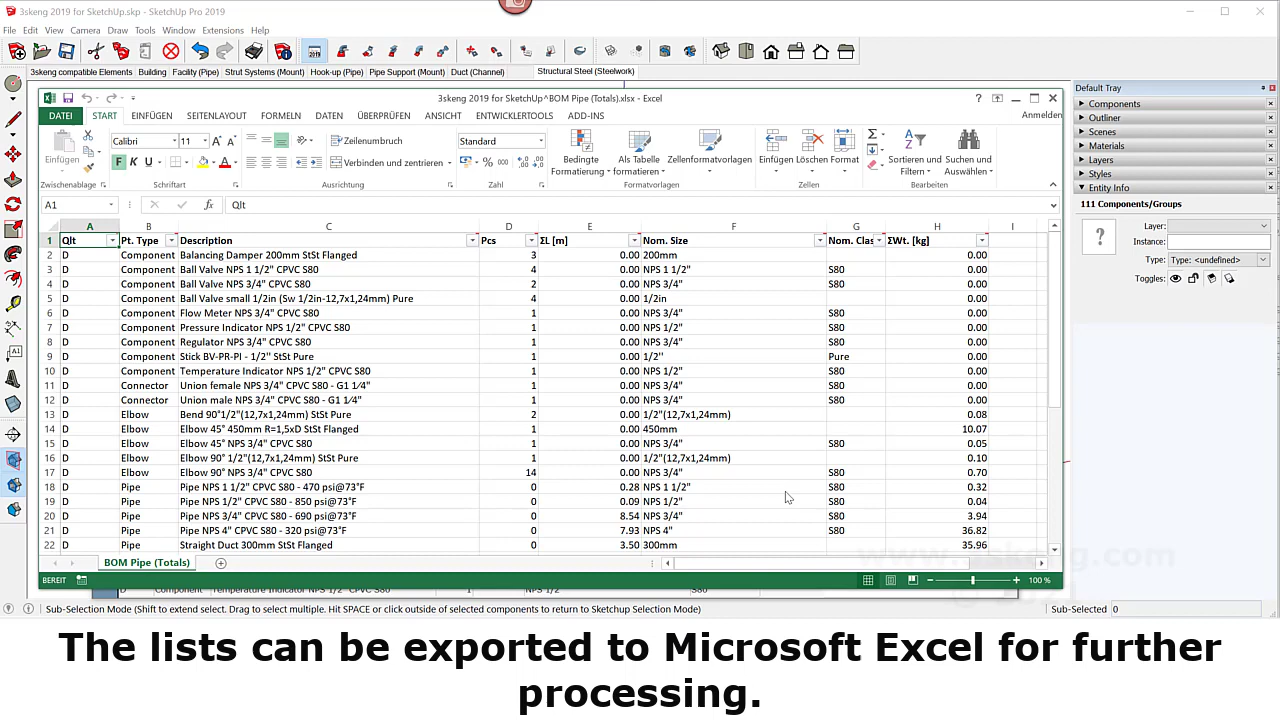 3skeng 2019 for SketchUp.skp - SketchUp Pro 2019
File Edit View Camera Draw Tools Window Extensions Help
2019
3skeng compatible Elements Building Facility (Pipe) Strut Systems (Mount) Hook-up (Pipe) Pipe Support (Mount) Duct (Channel) Structural Steel (Steelwork)
3skeng 2019 for SketchUp^BOM Pipe (Totals).xlsx - Excel
DATEI START EINFÜGEN SEITENLAYOUT FORMELN DATEN ÜBERPRÜFEN ANSICHT ENTWICKLERTOOLS ADD-INS Anmelden
Einfügen
Calibri 11
F K U
Zeilenumbruch
Verbinden und zentrieren
Standard
Bedingte Formatierung
Als Tabelle formatieren
Zellenformatvorlagen
Einfügen Löschen Format
Sortieren und Filtern
Suchen und Auswählen
Zwischenablage Schriftart Ausrichtung Zahl Formatvorlagen Zellen Bearbeiten
A1 fx Qlt
A B C D E F G H I
1 Qlt Pt. Type Description Pcs ΣL [m] Nom. Size Nom. Clas ΣWt. [kg]
2 D Component Balancing Damper 200mm StSt Flanged 3 0.00 200mm 0.00
3 D Component Ball Valve NPS 1 1/2" CPVC S80 4 0.00 NPS 1 1/2" S80 0.00
4 D Component Ball Valve NPS 3/4" CPVC S80 2 0.00 NPS 3/4" S80 0.00
5 D Component Ball Valve small 1/2in (Sw 1/2in-12,7x1,24mm) Pure 4 0.00 1/2in 0.00
6 D Component Flow Meter NPS 3/4" CPVC S80 1 0.00 NPS 3/4" S80 0.00
7 D Component Pressure Indicator NPS 1/2" CPVC S80 1 0.00 NPS 1/2" S80 0.00
8 D Component Regulator NPS 3/4" CPVC S80 1 0.00 NPS 3/4" S80 0.00
9 D Component Stick BV-PR-PI - 1/2'' StSt Pure 1 0.00 1/2'' Pure 0.00
10 D Component Temperature Indicator NPS 1/2" CPVC S80 1 0.00 NPS 1/2" S80 0.00
11 D Connector Union female NPS 3/4" CPVC S80 - G1 1⁄4" 1 0.00 NPS 3/4" S80 0.00
12 D Connector Union male NPS 3/4" CPVC S80 - G1 1⁄4" 1 0.00 NPS 3/4" S80 0.00
13 D Elbow Bend 90°1/2"(12,7x1,24mm) StSt Pure 2 0.00 1/2"(12,7x1,24mm) 0.08
14 D Elbow Elbow 45° 450mm R=1,5xD StSt Flanged 1 0.00 450mm 10.07
15 D Elbow Elbow 45° NPS 3/4" CPVC S80 1 0.00 NPS 3/4" S80 0.05
16 D Elbow Elbow 90° 1/2"(12,7x1,24mm) StSt Pure 1 0.00 1/2"(12,7x1,24mm) 0.10
17 D Elbow Elbow 90° NPS 3/4" CPVC S80 14 0.00 NPS 3/4" S80 0.70
18 D Pipe Pipe NPS 1 1/2" CPVC S80 - 470 psi@73°F 0 0.28 NPS 1 1/2" S80 0.32
19 D Pipe Pipe NPS 1/2" CPVC S80 - 850 psi@73°F 0 0.09 NPS 1/2" S80 0.04
20 D Pipe Pipe NPS 3/4" CPVC S80 - 690 psi@73°F 0 8.54 NPS 3/4" S80 3.94
21 D Pipe Pipe NPS 4" CPVC S80 - 320 psi@73°F 0 7.93 NPS 4" S80 36.82
22 D Pipe Straight Duct 300mm StSt Flanged 0 3.50 300mm 35.96
BOM Pipe (Totals)
BEREIT 100 %
Default Tray
Components
Outliner
Scenes
Materials
Layers
Styles
Entity Info
111 Components/Groups
Layer:
Instance:
Type: Type: <undefined>
Toggles:
www.3skeng.com
Sub-Selection Mode (Shift to extend select. Drag to select multiple. Hit SPACE or click outside of selected components to return to Sketchup Selection Mode) Sub-Selected 0
The lists can be exported to Microsoft Excel for further
processing.